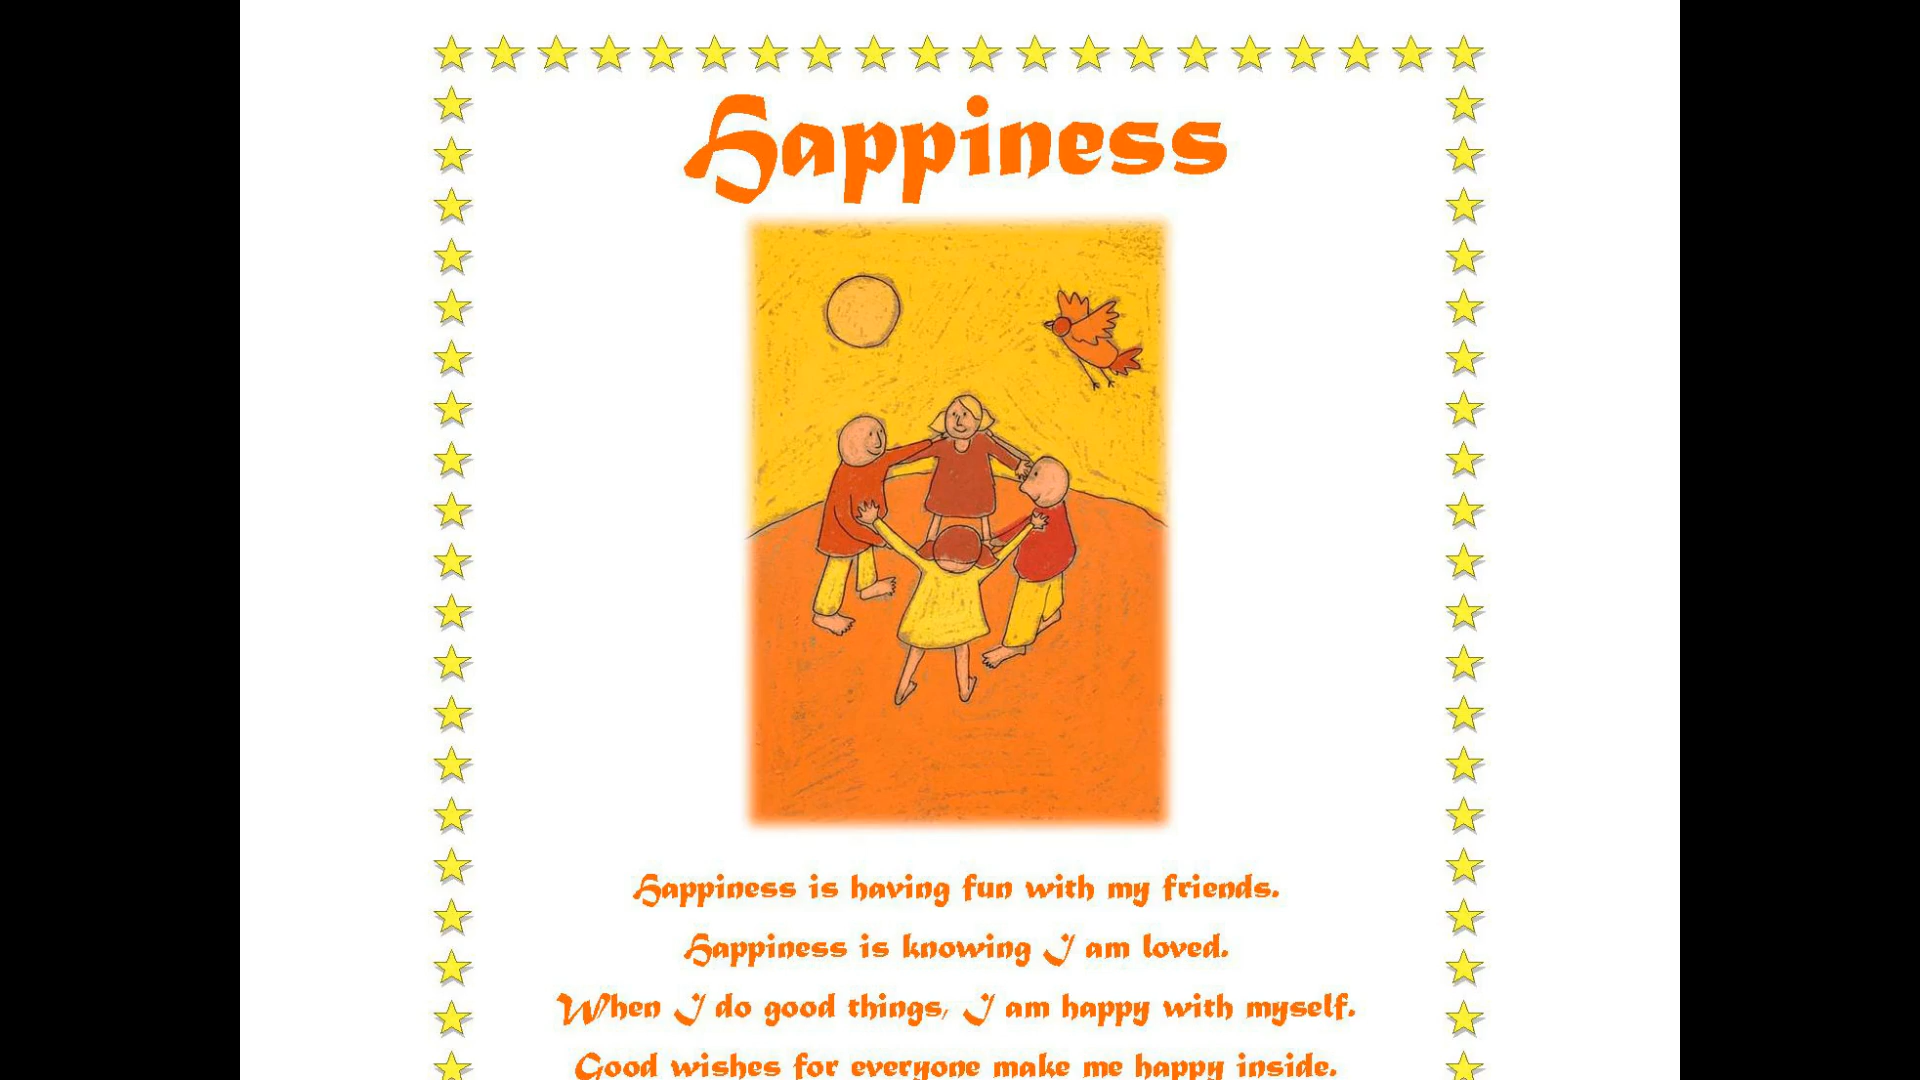 Happiness
Happiness is having fun with my friends.
Happiness is knowing I am loved.
When I do good things, I am happy with myself.
Good wishes for everyone make me happy inside.